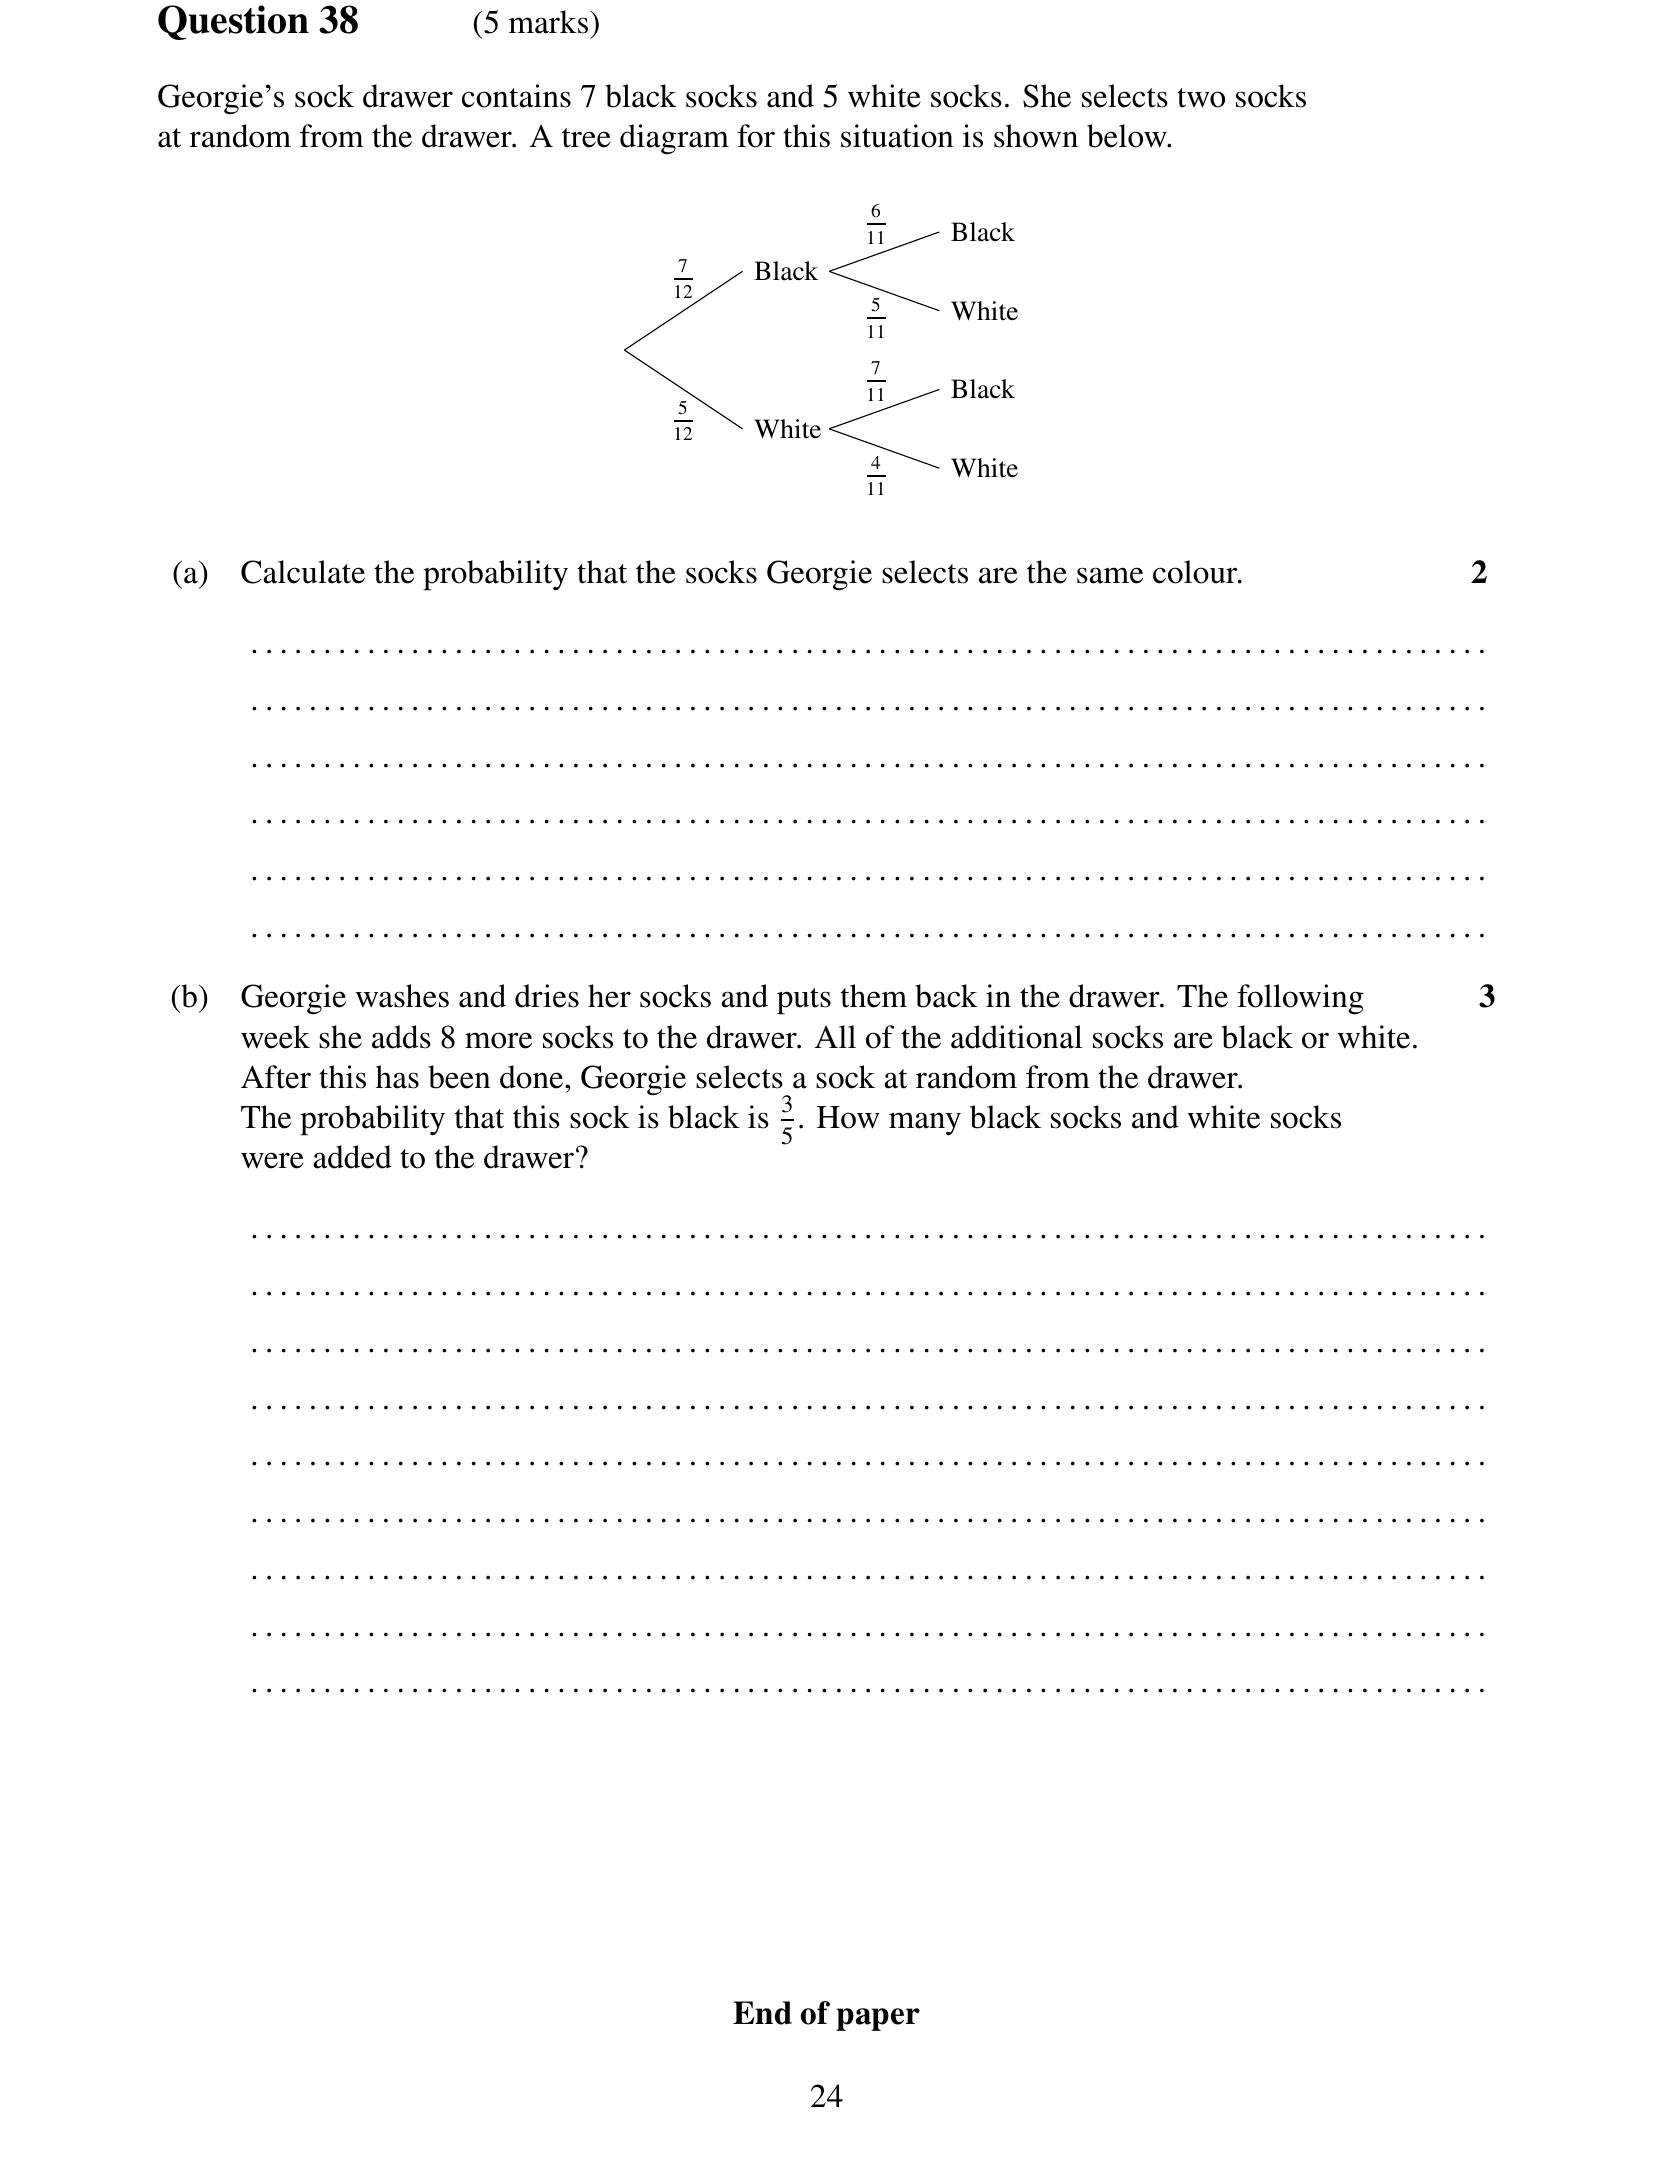 Question 38 (5 marks)
Georgie's sock drawer contains 7 black socks and 5 white socks. She selects two socks
at random from the drawer. A tree diagram for this situation is shown below.
6/11 Black
7/12 Black
5/11 White
7/11 Black
5/12 White
4/11 White
(a) Calculate the probability that the socks Georgie selects are the same colour. 2
(b) Georgie washes and dries her socks and puts them back in the drawer. The following 3
week she adds 8 more socks to the drawer. All of the additional socks are black or white.
After this has been done, Georgie selects a sock at random from the drawer.
The probability that this sock is black is 3/5. How many black socks and white socks
were added to the drawer?
End of paper
24